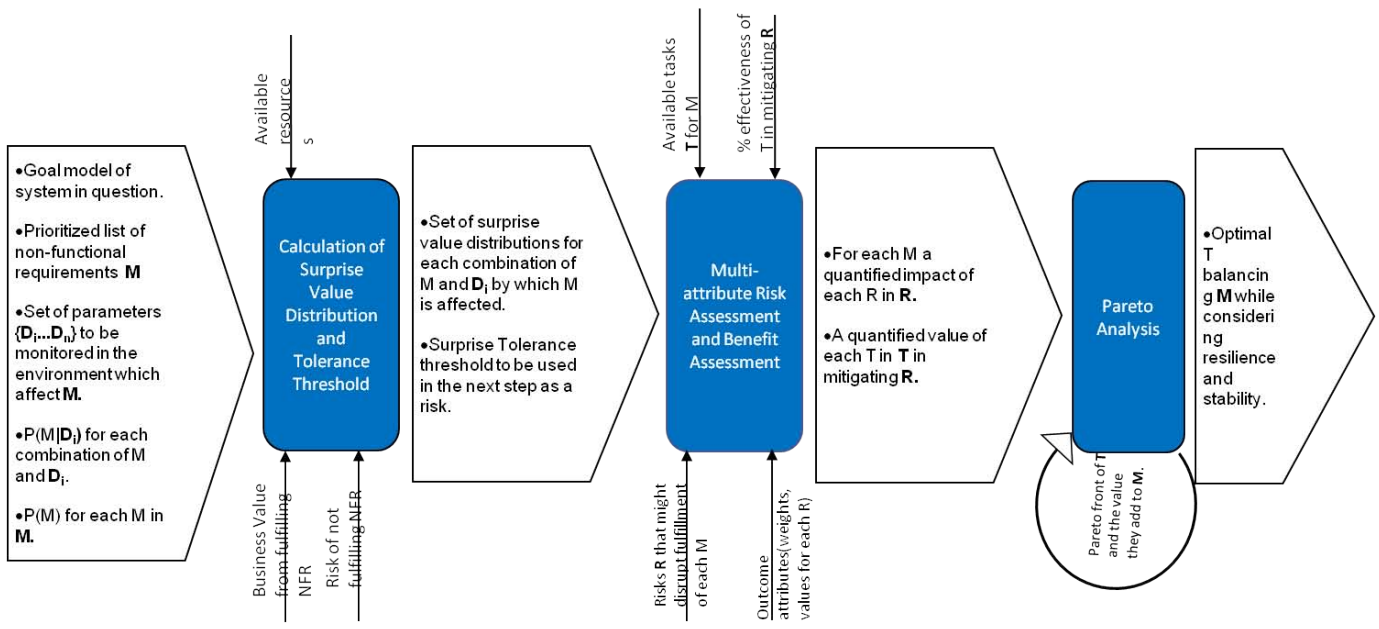 Available
resource
s
•Goal model of
system in question.
•Prioritized list of
non-functional
requirements M
•Set of parameters
{Di...Dn} to be
monitored in the
environment which
affect M.
•P(M|Di) for each
combination of M
and Di.
•P(M) for each M in
M.
Calculation of
Surprise
Value
Distribution
and
Tolerance
Threshold
Business Value
from fulfilling
NFR
Risk of not
fulfilling NFR
•Set of surprise
value distributions for
each combination of
M and Di by which M
is affected.
•Surprise Tolerance
threshold to be used
in the next step as a
risk.
Available tasks
T for M
% effectiveness of
T in mitigating R
Multi-
attribute Risk
Assessment
and Benefit
Assessment
Risks R that might
disrupt fulfillment
of each M
Outcome
attributes(weights,
values for each R)
•For each M a
quantified impact of
each R in R.
•A quantified value of
each T in T in
mitigating R.
Pareto
Analysis
Pareto front of T
and the value
they add to M.
•Optimal
T
balancin
g M while
consideri
ng
resilience
and
stability.